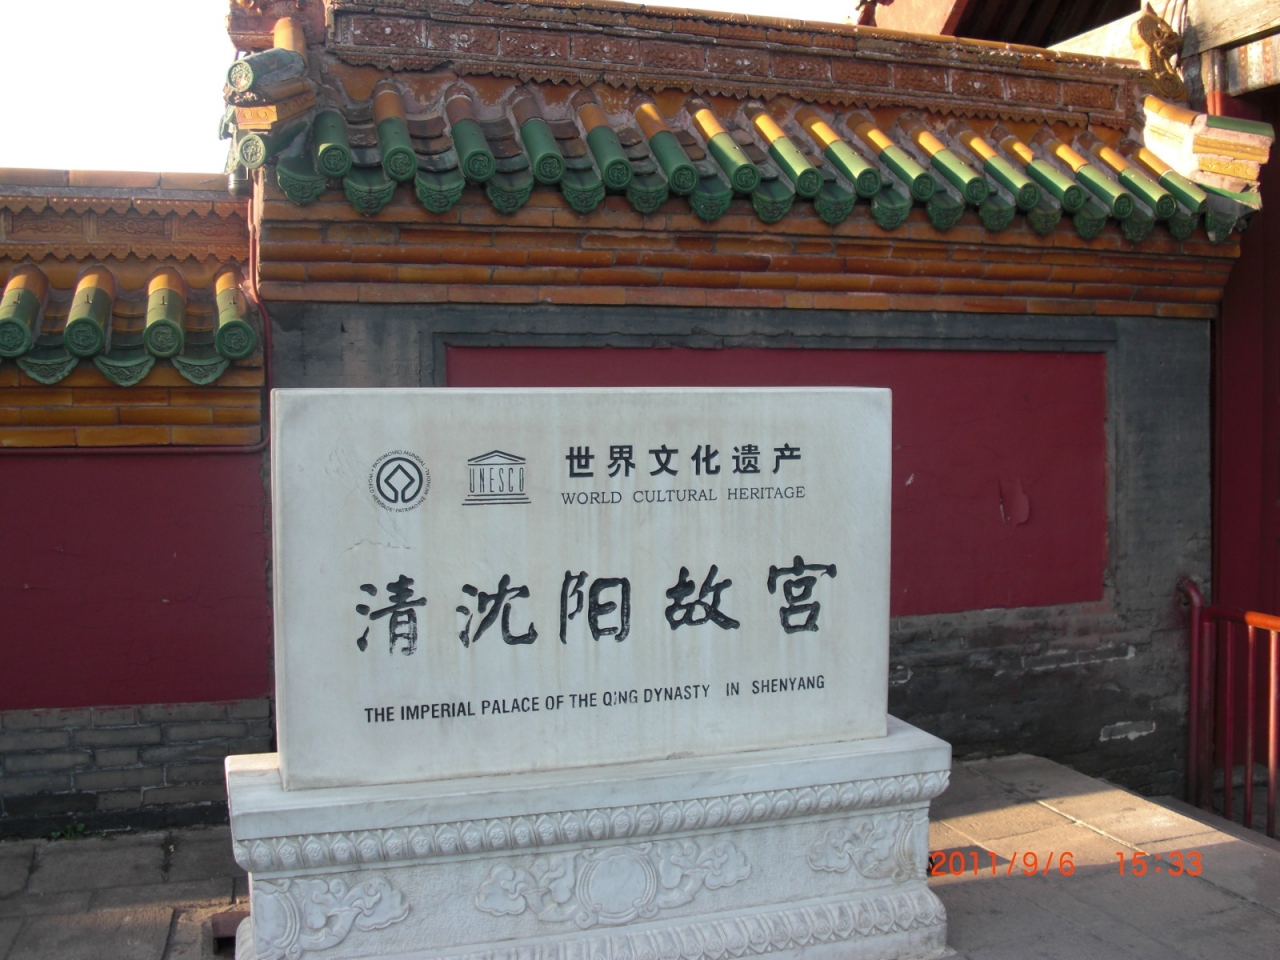 UNESCO
世界文化遗产
WORLD CULTURAL HERITAGE
清沈阳故宫
THE IMPERIAL PALACE OF THE QING DYNASTY IN SHENYANG
2011/9/6 15:33